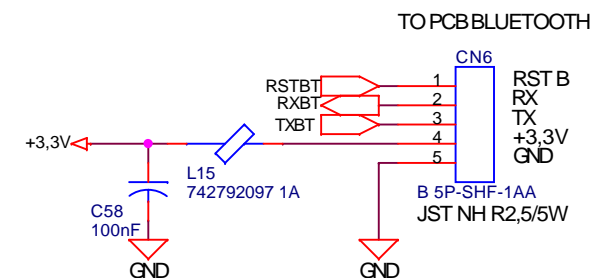 TO PCB BLUETOOTH
CN6
RSTBT 1 RST B
RXBT 2 RX
TXBT 3 TX
+3,3V 4 +3,3V
5 GND
L15
742792097 1A
B 5P-SHF-1AA
JST NH R2,5/5W
C58
100nF
GND GND